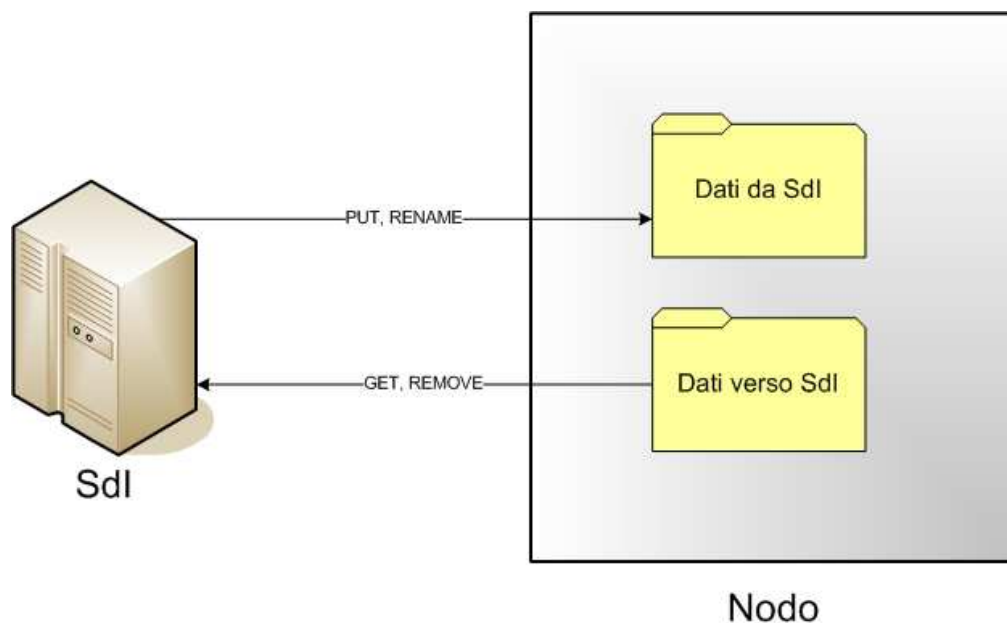 Dati da SdI
PUT, RENAME
GET, REMOVE
Dati verso SdI
SdI
Nodo